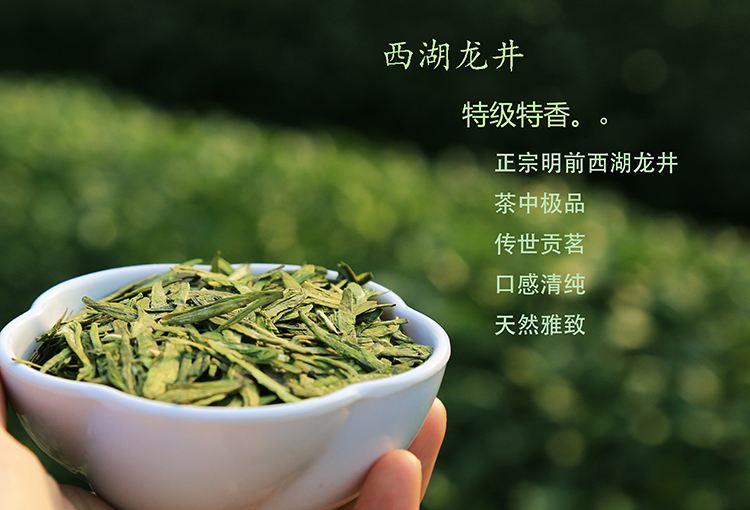 西湖龙井
特级特香。。
正宗明前西湖龙井
茶中极品
传世贡茗
口感清纯
天然雅致